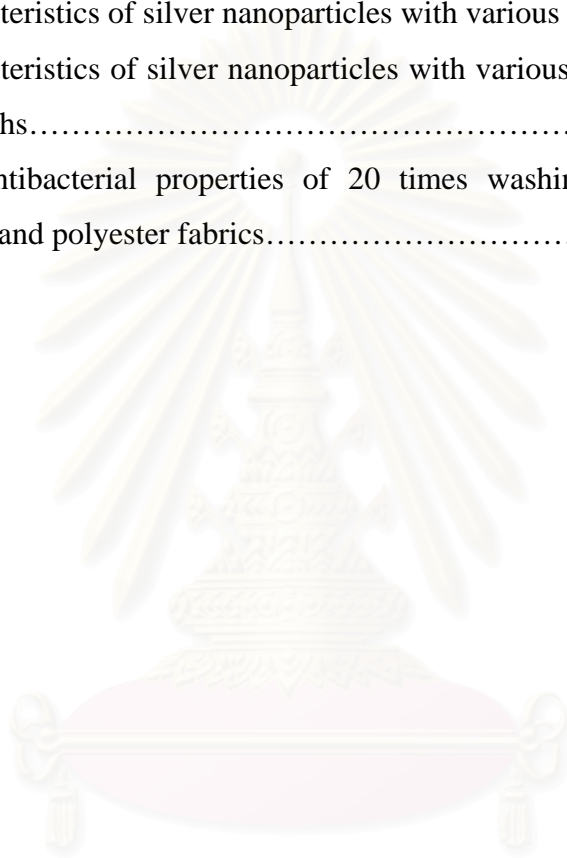 teristics of silver nanoparticles with various
teristics of silver nanoparticles with various
hs……………………………………………
ntibacterial properties of 20 times washin
and polyester fabrics…………………………